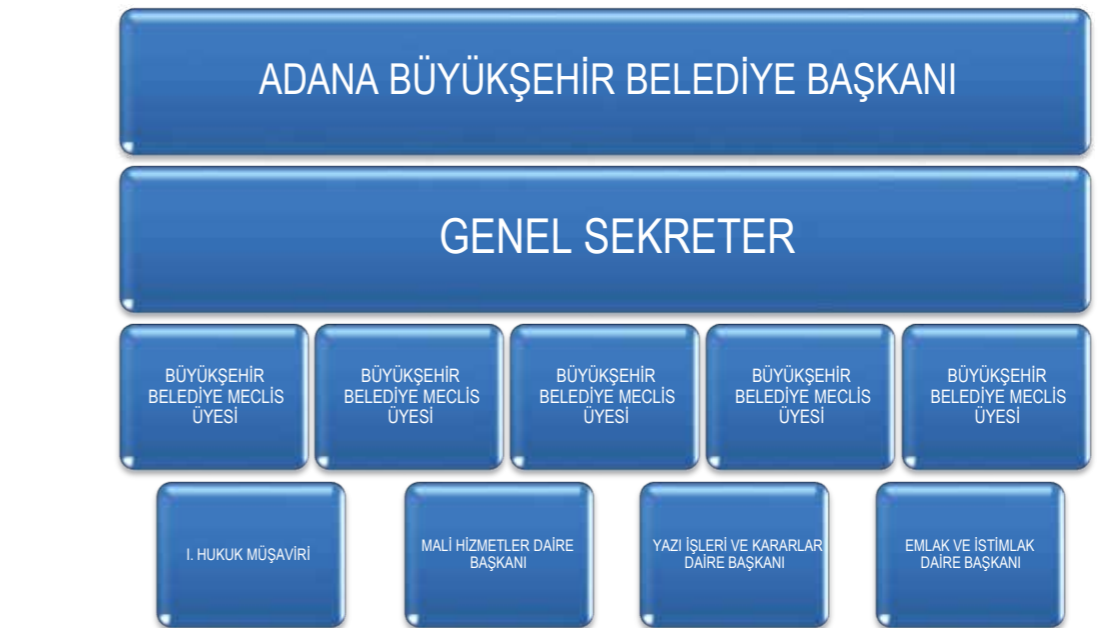 ADANA BÜYÜKŞEHİR BELEDİYE BAŞKANI
GENEL SEKRETER
BÜYÜKŞEHİR
BELEDİYE MECLİS
ÜYESİ
BÜYÜKŞEHİR
BELEDİYE MECLİS
ÜYESİ
BÜYÜKŞEHİR
BELEDİYE MECLİS
ÜYESİ
BÜYÜKŞEHİR
BELEDİYE MECLİS
ÜYESİ
BÜYÜKŞEHİR
BELEDİYE MECLİS
ÜYESİ
I. HUKUK MÜŞAVİRİ
MALİ HİZMETLER DAİRE
BAŞKANI
YAZI İŞLERİ VE KARARLAR
DAİRE BAŞKANI
EMLAK VE İSTİMLAK
DAİRE BAŞKANI